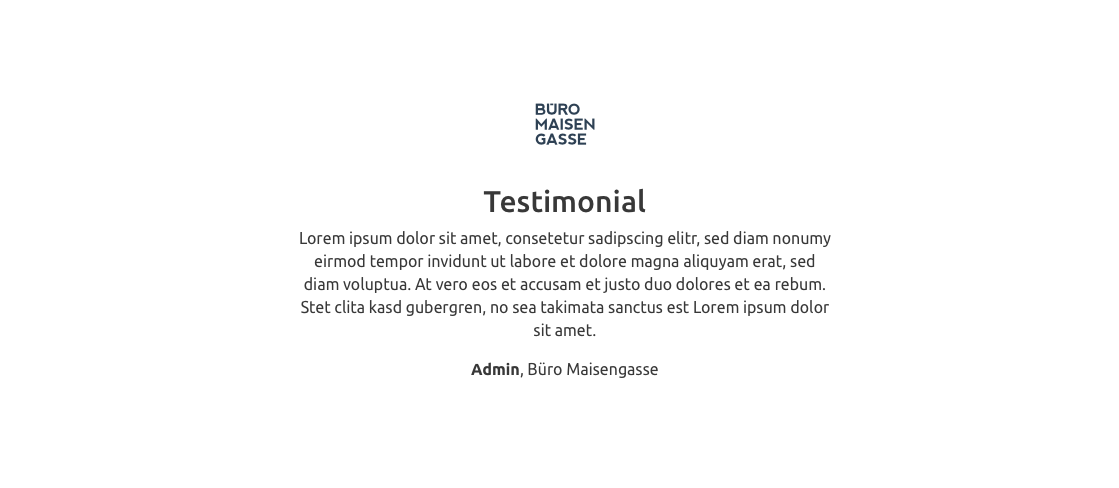 BÜRO
MAISEN
GASSE
Testimonial
Lorem ipsum dolor sit amet, consetetur sadipscing elitr, sed diam nonumy
eirmod tempor invidunt ut labore et dolore magna aliquyam erat, sed
diam voluptua. At vero eos et accusam et justo duo dolores et ea rebum.
Stet clita kasd gubergren, no sea takimata sanctus est Lorem ipsum dolor
sit amet.
Admin, Büro Maisengasse